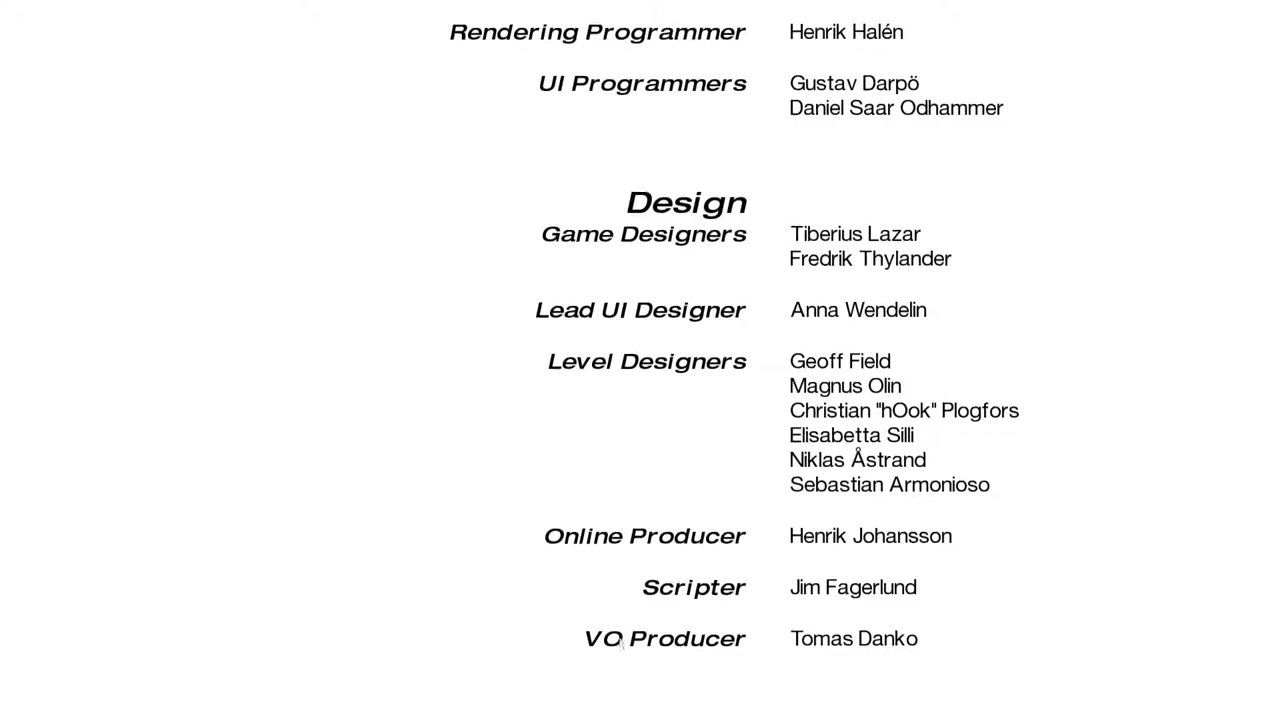 Rendering Programmer Henrik Halén
UI Programmers Gustav Darpö
Daniel Saar Odhammer
Design
Game Designers Tiberius Lazar
Fredrik Thylander
Lead UI Designer Anna Wendelin
Level Designers Geoff Field
Magnus Olin
Christian "hOok" Plogfors
Elisabetta Silli
Niklas Åstrand
Sebastian Armonioso
Online Producer Henrik Johansson
Scripter Jim Fagerlund
VO Producer Tomas Danko